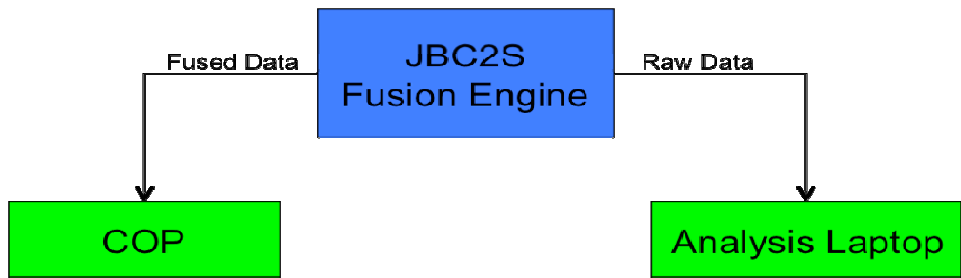 JBC2S
Fusion Engine
Fused Data
Raw Data
COP
Analysis Laptop